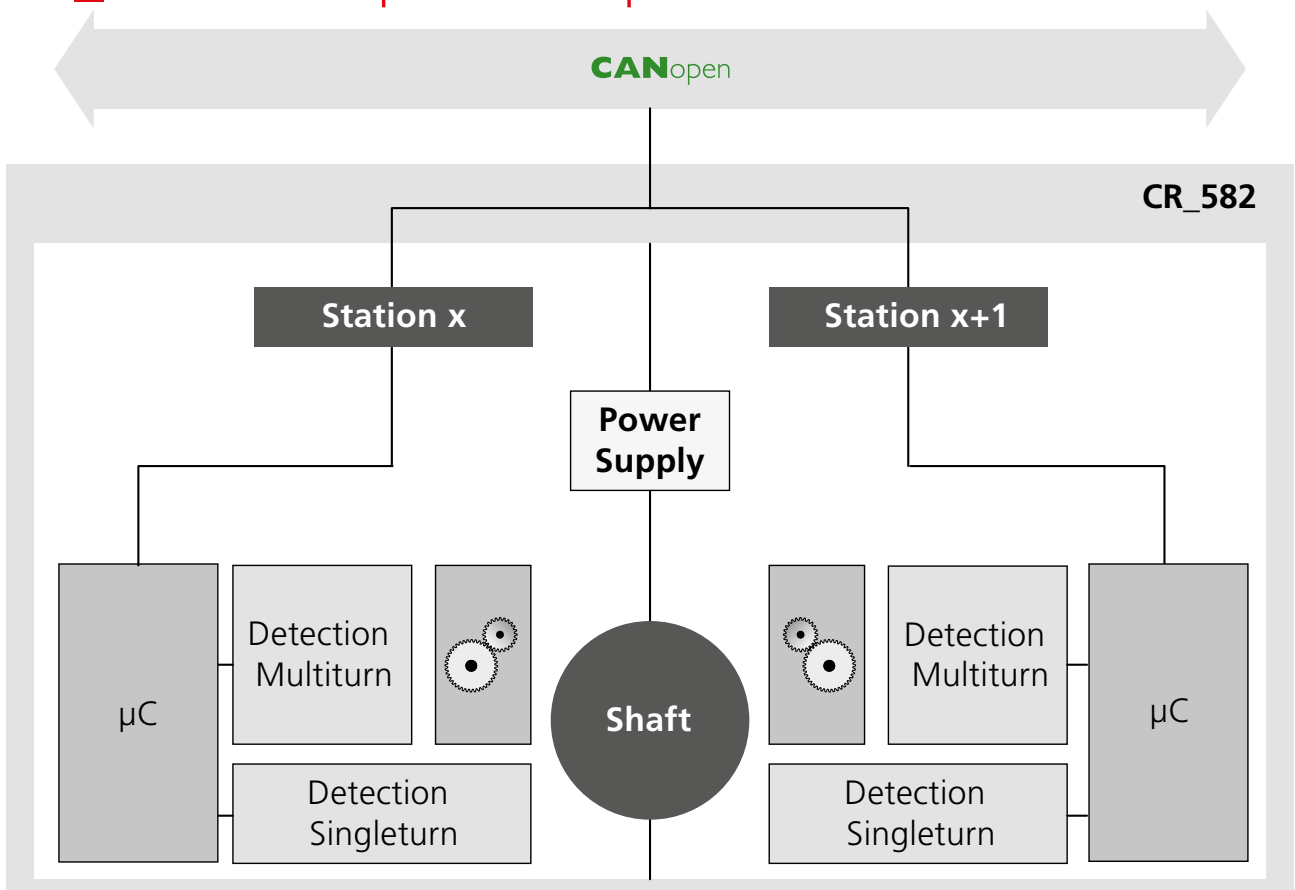 CANopen
CR_582
Station x
Station x+1
Power
Supply
Detection
Multiturn
Detection
Multiturn
µC
Shaft
µC
Detection
Singleturn
Detection
Singleturn